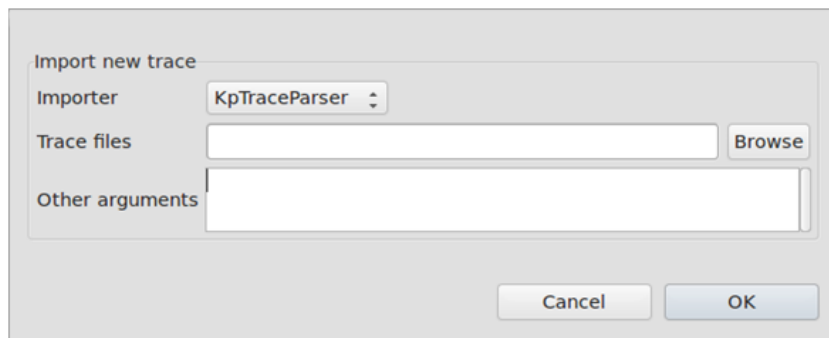 Import new trace
Importer KpTraceParser
Trace files Browse
Other arguments
Cancel OK